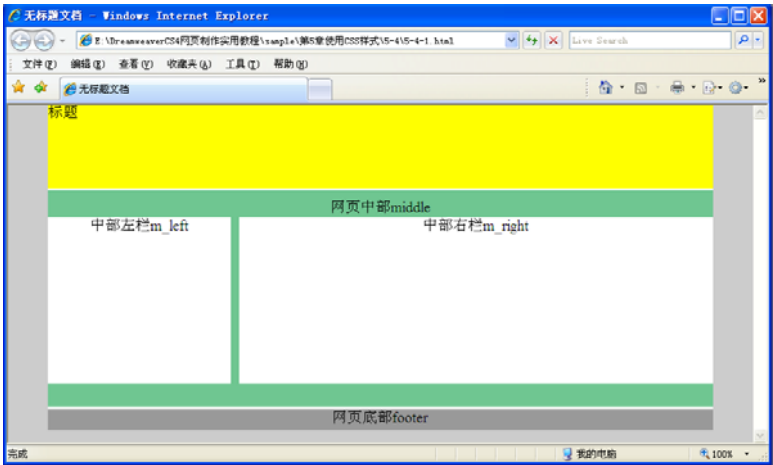 无标题文档 - Windows Internet Explorer
E:\DreamweaverCS4网页制作实用教程\sample\第5章使用CSS样式\5-4\5-4-1.html
Live Search
文件(F) 编辑(E) 查看(V) 收藏夹(A) 工具(T) 帮助(H)
无标题文档
标题
网页中部middle
中部左栏m_left 中部右栏m_right
网页底部footer
完成 我的电脑 100%